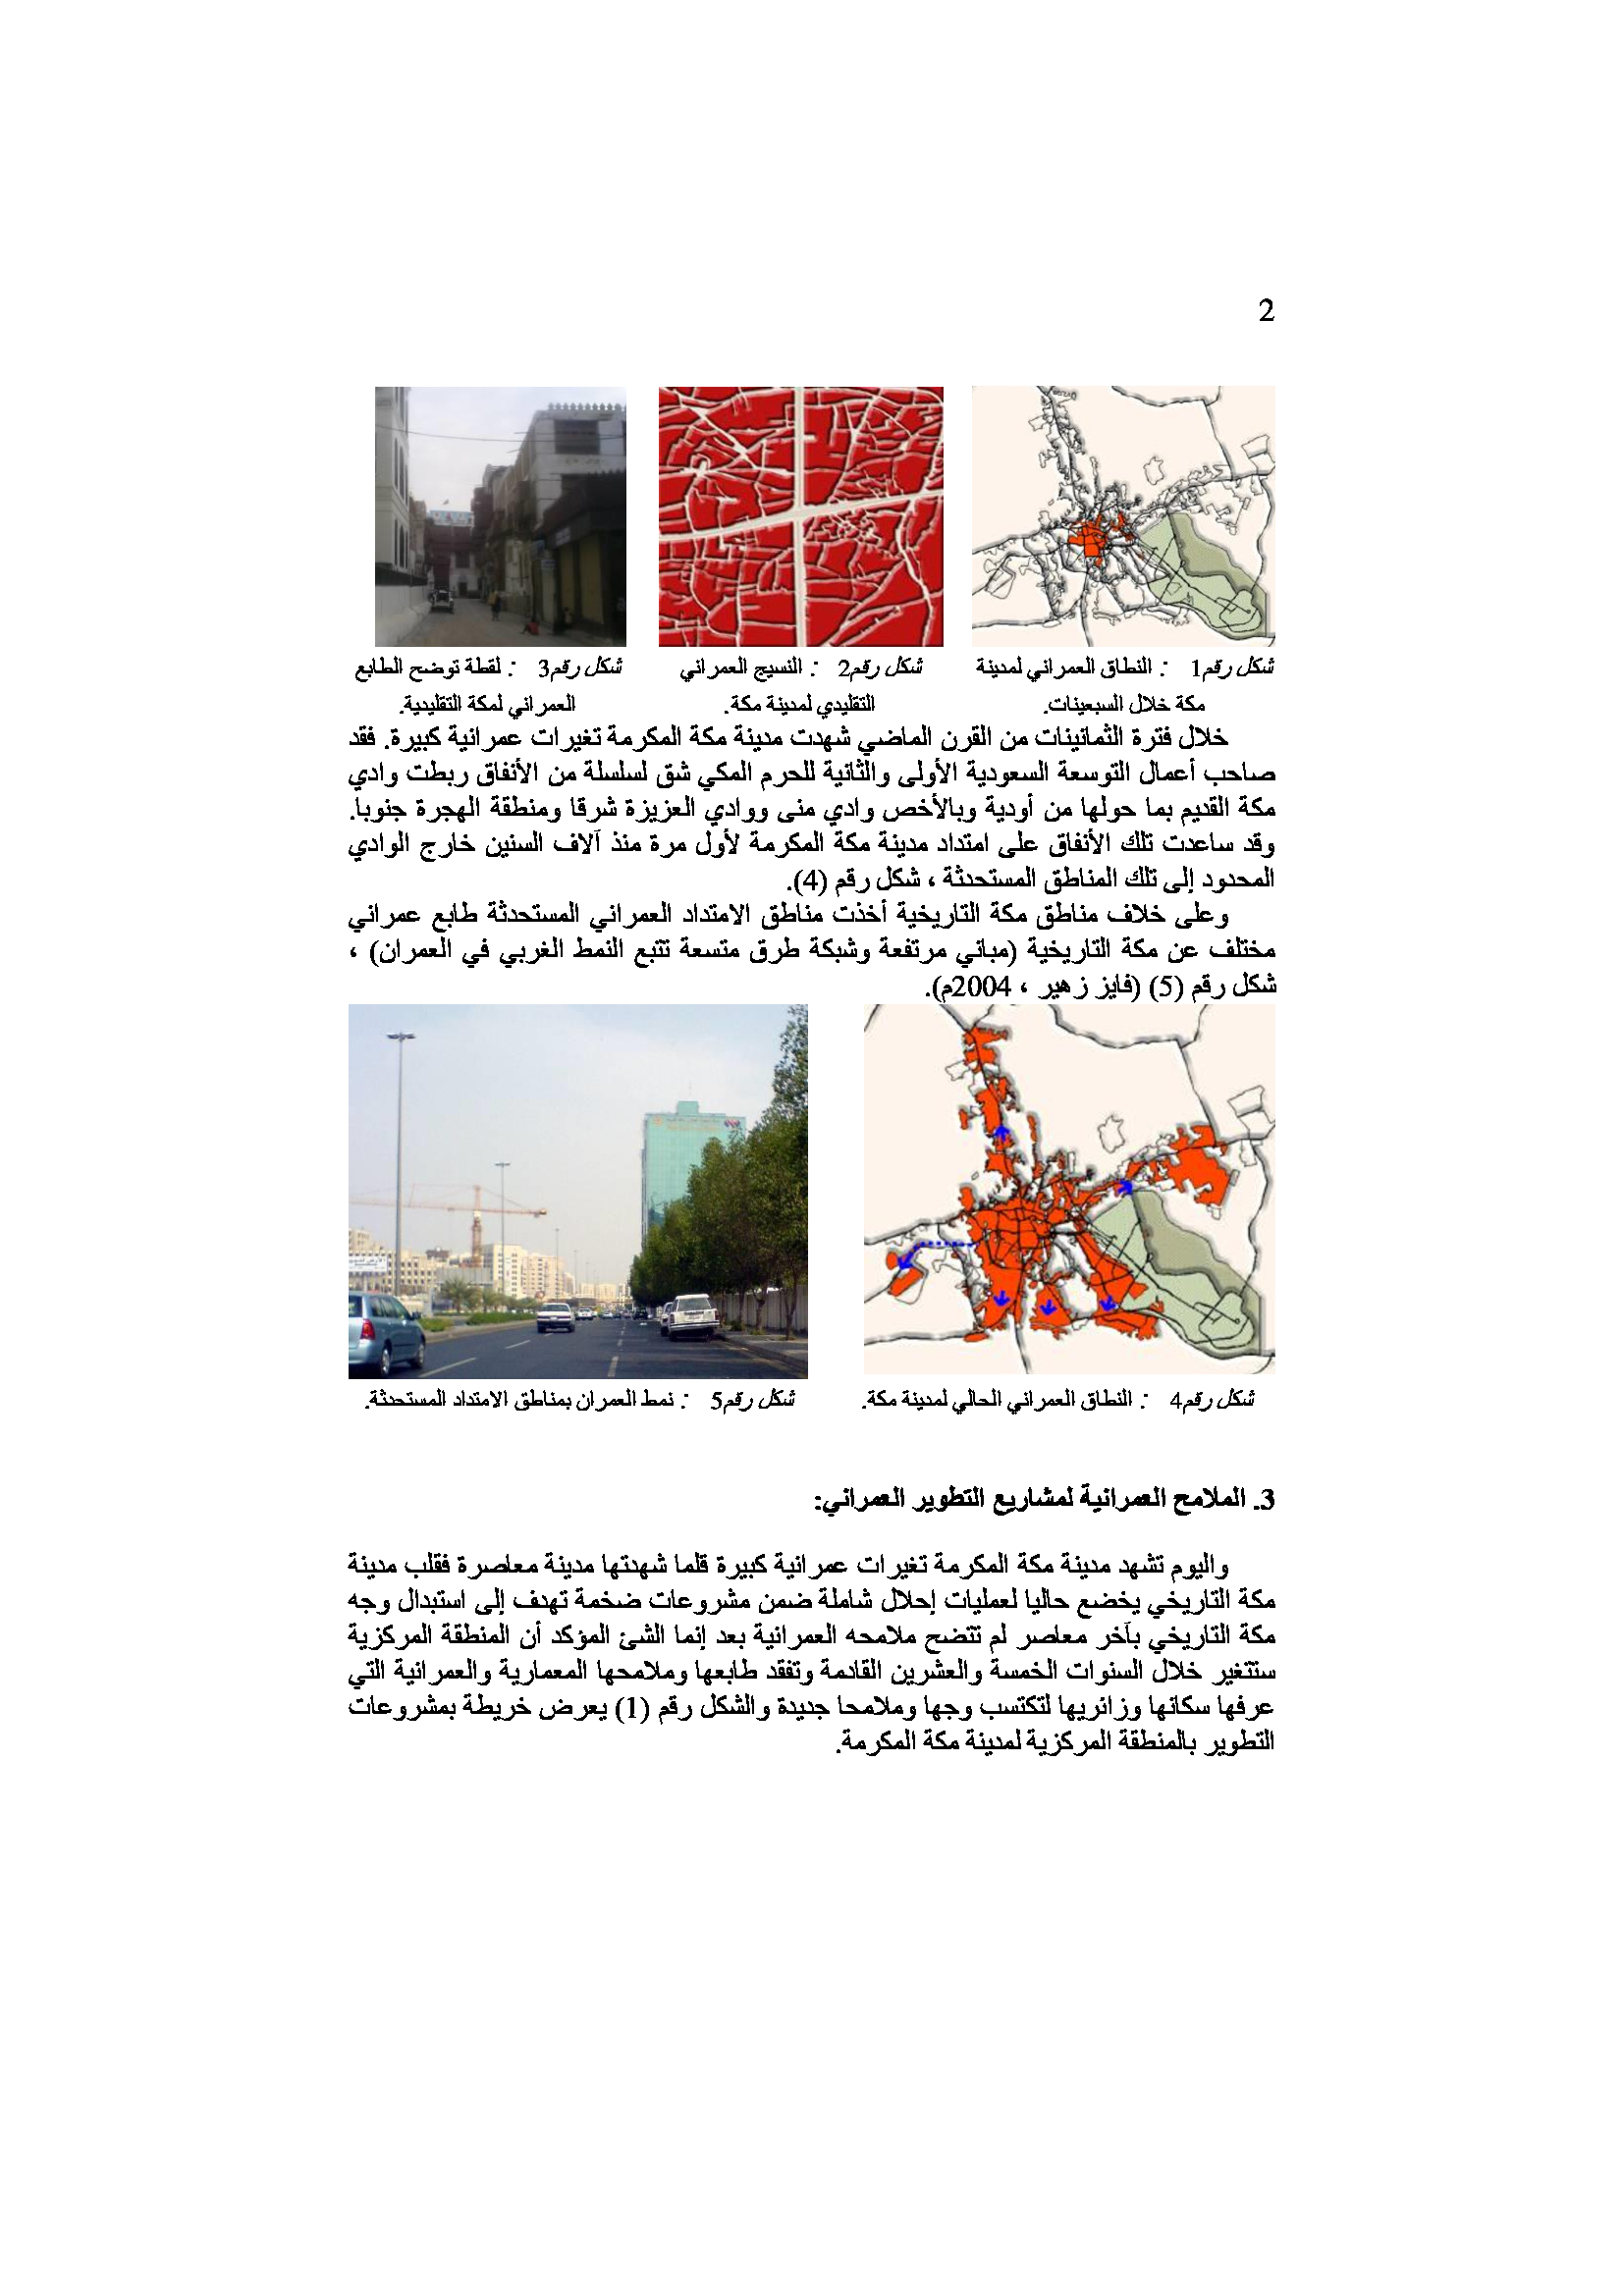 2
شكل رقم1 : النطاق العمراني لمدينة
مكة خلال السبعينات.
شكل رقم2 : النسيج العمراني
التقليدي لمدينة مكة.
شكل رقم3 : لقطة توضح الطابع
العمراني لمكة التقليدية.
خلال فترة الثمانينات من القرن الماضي شهدت مدينة مكة المكرمة تغيرات عمرانية كبيرة. فقد
صاحب أعمال التوسعة السعودية الأولى والثانية للحرم المكي شق لسلسلة من الأنفاق ربطت وادي
مكة القديم بما حولها من أودية وبالأخص وادي منى ووادي العزيزة شرقا ومنطقة الهجرة جنوبا.
وقد ساعدت تلك الأنفاق على امتداد مدينة مكة المكرمة لأول مرة منذ آلاف السنين خارج الوادي
المحدود إلى تلك المناطق المستحدثة ، شكل رقم (4).
وعلى خلاف مناطق مكة التاريخية أخذت مناطق الامتداد العمراني المستحدثة طابع عمراني
مختلف عن مكة التاريخية (مباني مرتفعة وشبكة طرق متسعة تتبع النمط الغربي في العمران) ،
شكل رقم (5) (فايز زهير ، 2004م).
شكل رقم4 : النطاق العمراني الحالي لمدينة مكة.
شكل رقم5 : نمط العمران بمناطق الامتداد المستحدثة.
3. الملامح العمرانية لمشاريع التطوير العمراني:
واليوم تشهد مدينة مكة المكرمة تغيرات عمرانية كبيرة قلما شهدتها مدينة معاصرة فقلب مدينة
مكة التاريخي يخضع حاليا لعمليات إحلال شاملة ضمن مشروعات ضخمة تهدف إلى استبدال وجه
مكة التاريخي بآخر معاصر لم تتضح ملامحه العمرانية بعد إنما الشئ المؤكد أن المنطقة المركزية
ستتغير خلال السنوات الخمسة والعشرين القادمة وتفقد طابعها وملامحها المعمارية والعمرانية التي
عرفها سكانها وزائريها لتكتسب وجها وملامحا جديدة والشكل رقم (1) يعرض خريطة بمشروعات
التطوير بالمنطقة المركزية لمدينة مكة المكرمة.